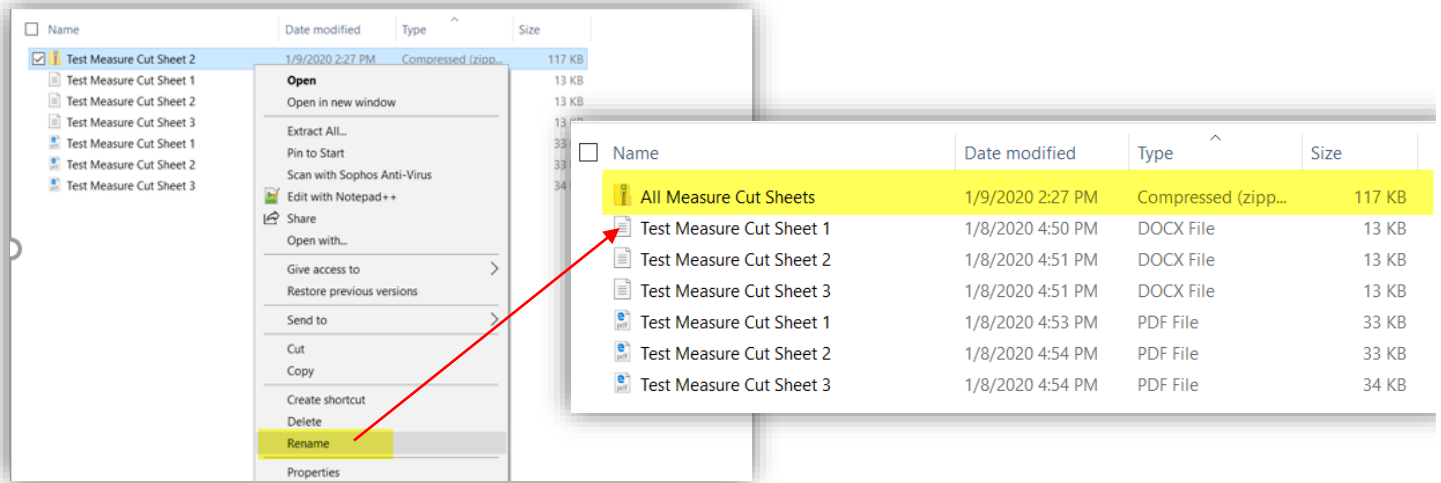 Name Date modified Type Size
Test Measure Cut Sheet 2 1/9/2020 2:27 PM Compressed (zipp... 117 KB
Test Measure Cut Sheet 1 13 KB
Test Measure Cut Sheet 2 13 KB
Test Measure Cut Sheet 3 13 KB
Test Measure Cut Sheet 1 33
Test Measure Cut Sheet 2 33
Test Measure Cut Sheet 3 34
Open
Open in new window
Extract All...
Pin to Start
Scan with Sophos Anti-Virus
Edit with Notepad++
Share
Open with...
Give access to
Restore previous versions
Send to
Cut
Copy
Create shortcut
Delete
Rename
Properties
Name Date modified Type Size
All Measure Cut Sheets 1/9/2020 2:27 PM Compressed (zipp... 117 KB
Test Measure Cut Sheet 1 1/8/2020 4:50 PM DOCX File 13 KB
Test Measure Cut Sheet 2 1/8/2020 4:51 PM DOCX File 13 KB
Test Measure Cut Sheet 3 1/8/2020 4:51 PM DOCX File 13 KB
Test Measure Cut Sheet 1 1/8/2020 4:53 PM PDF File 33 KB
Test Measure Cut Sheet 2 1/8/2020 4:54 PM PDF File 33 KB
Test Measure Cut Sheet 3 1/8/2020 4:54 PM PDF File 34 KB